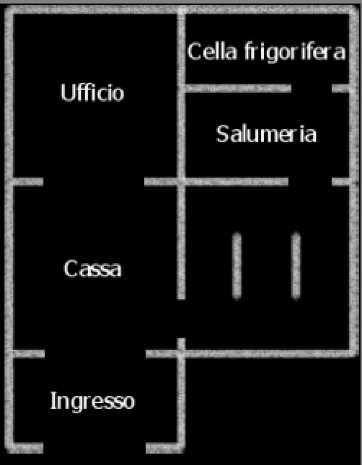 Cella frigorifera
Ufficio
Salumeria
Cassa
Ingresso